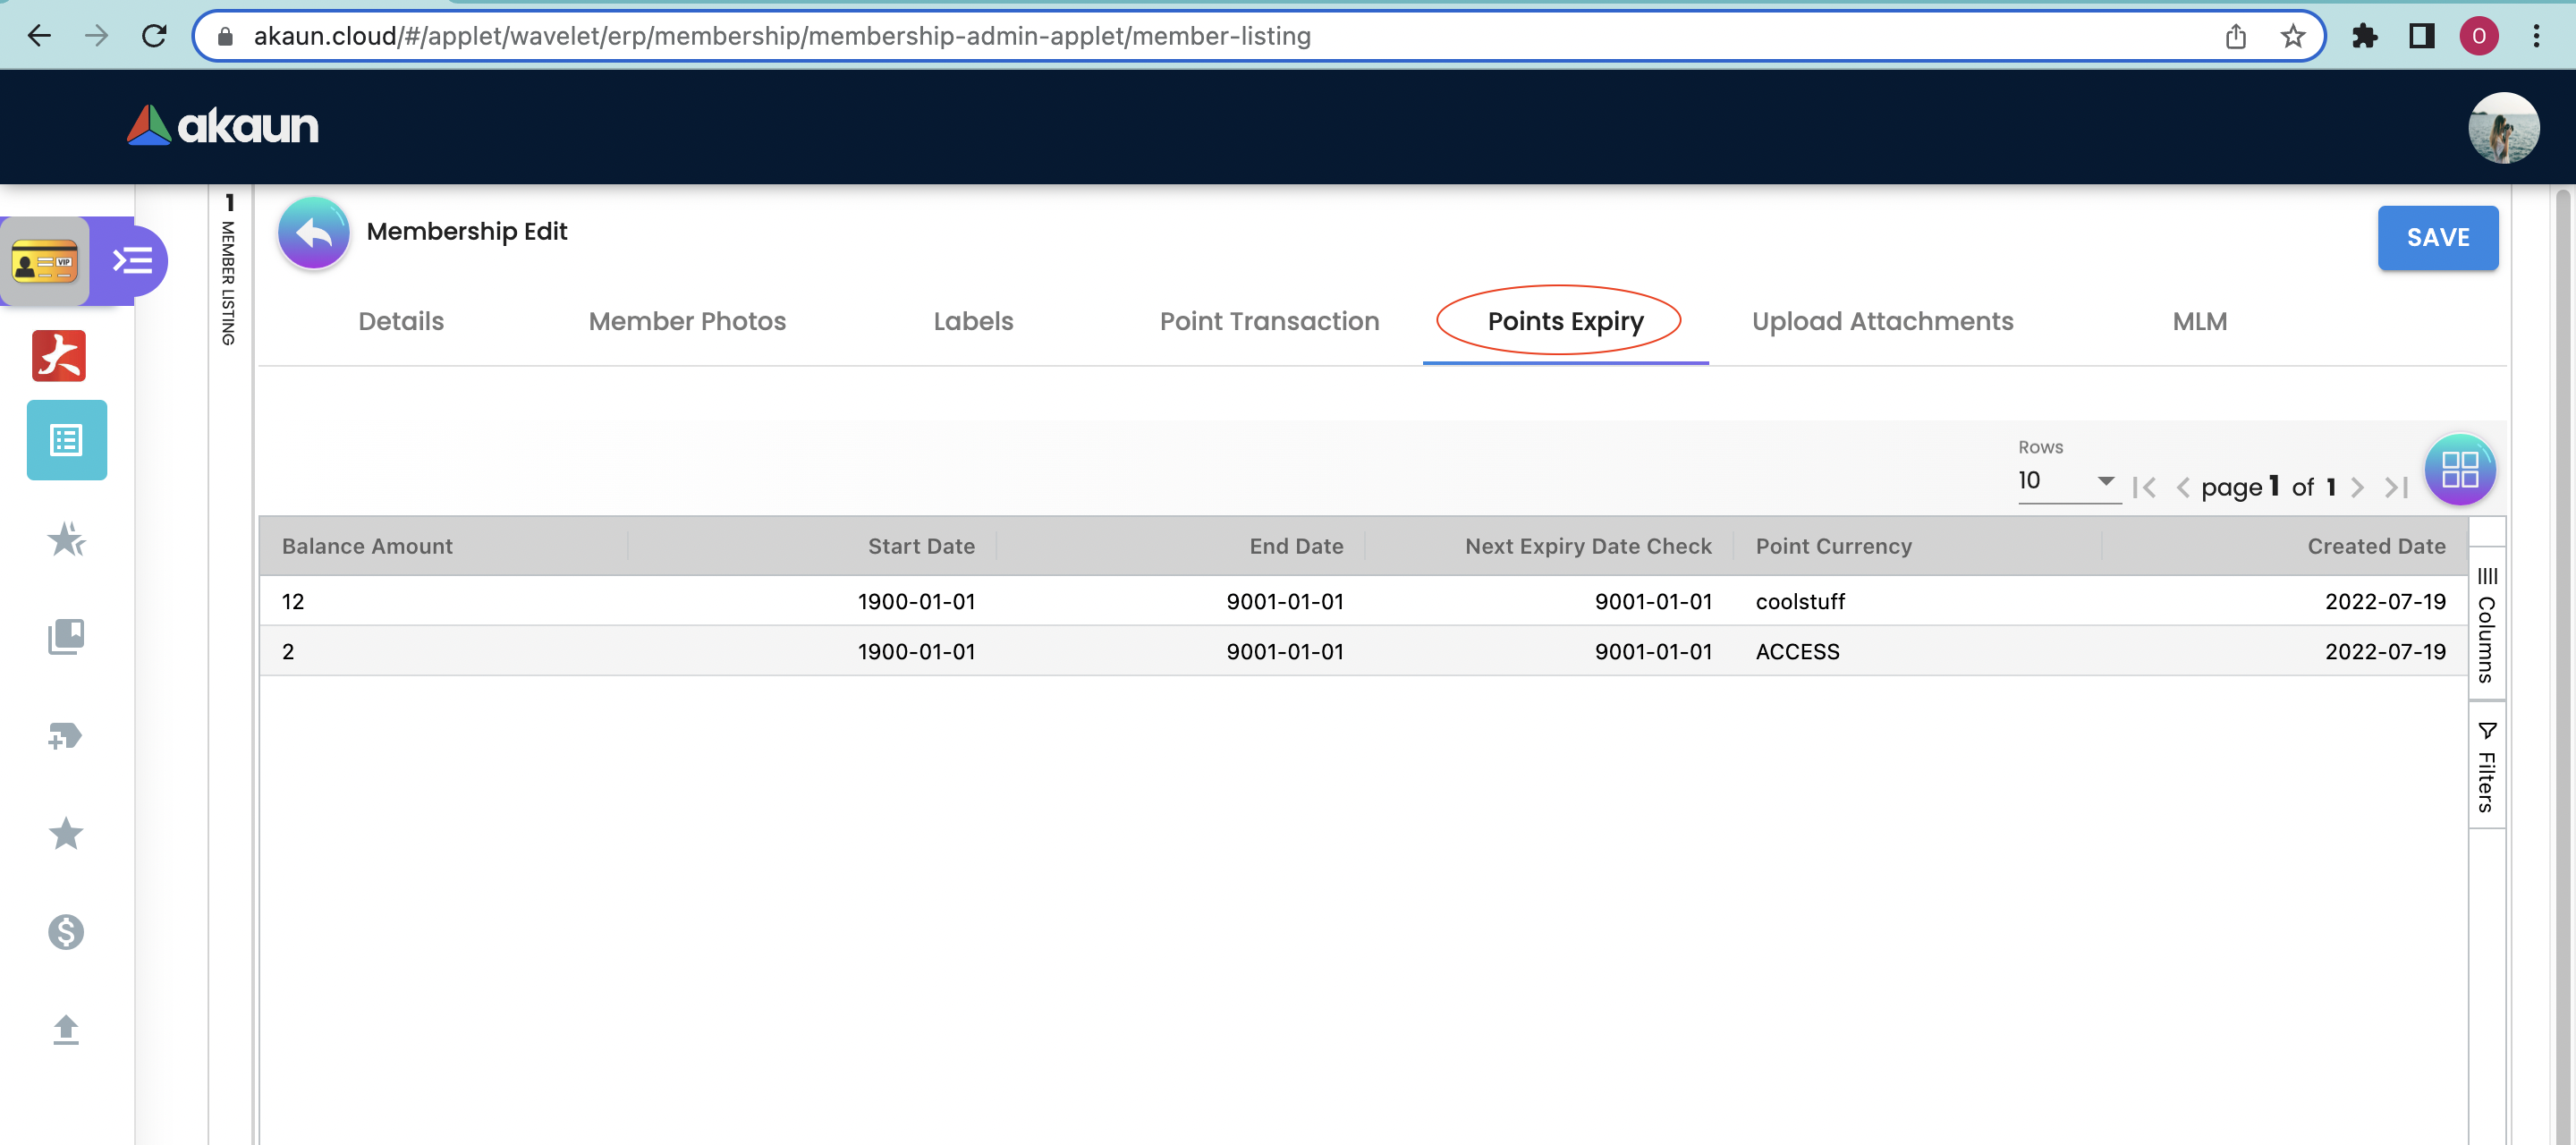 akaun.cloud/#/applet/wavelet/erp/membership/membership-admin-applet/member-listing
O
akaun
1 MEMBER LISTING
VIP
Membership Edit
SAVE
Details Member Photos Labels Point Transaction Points Expiry Upload Attachments MLM
Rows
10
page 1 of 1
Balance Amount Start Date End Date Next Expiry Date Check Point Currency Created Date
12 1900-01-01 9001-01-01 9001-01-01 coolstuff 2022-07-19
2 1900-01-01 9001-01-01 9001-01-01 ACCESS 2022-07-19
Columns
Filters